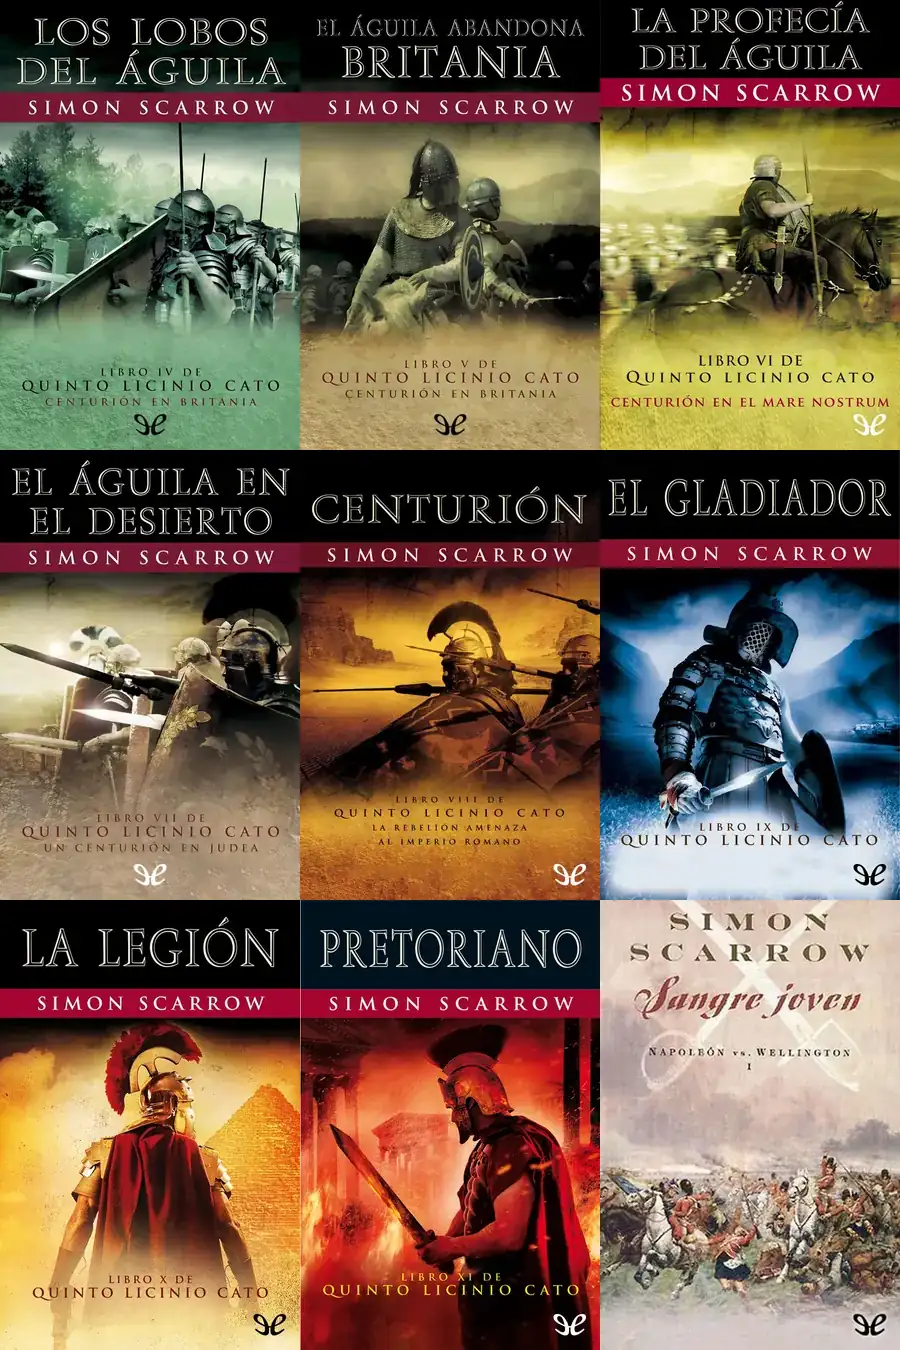 LOS LOBOS
DEL ÁGUILA
SIMON SCARROW
LIBRO IV DE
QUINTO LICINIO CATO
CENTURIÓN EN BRITANIA
EL ÁGUILA ABANDONA
BRITANIA
SIMON SCARROW
LIBRO V DE
QUINTO LICINIO CATO
CENTURIÓN EN BRITANIA
LA PROFECÍA
DEL ÁGUILA
SIMON SCARROW
LIBRO VI DE
QUINTO LICINIO CATO
CENTURIÓN EN EL MARE NOSTRUM
EL ÁGUILA EN
EL DESIERTO
SIMON SCARROW
LIBRO VII DE
QUINTO LICINIO CATO
UN CENTURIÓN EN JUDEA
CENTURIÓN
SIMON SCARROW
LIBRO VIII DE
QUINTO LICINIO CATO
LA REBELIÓN AMENAZA
AL IMPERIO ROMANO
EL GLADIADOR
SIMON SCARROW
LIBRO IX DE
QUINTO LICINIO CATO
LA LEGIÓN
SIMON SCARROW
LIBRO X DE
QUINTO LICINIO CATO
PRETORIANO
SIMON SCARROW
LIBRO XI DE
QUINTO LICINIO CATO
SIMON
SCARROW
Sangre joven
NAPOLEÓN vs. WELLINGTON
I